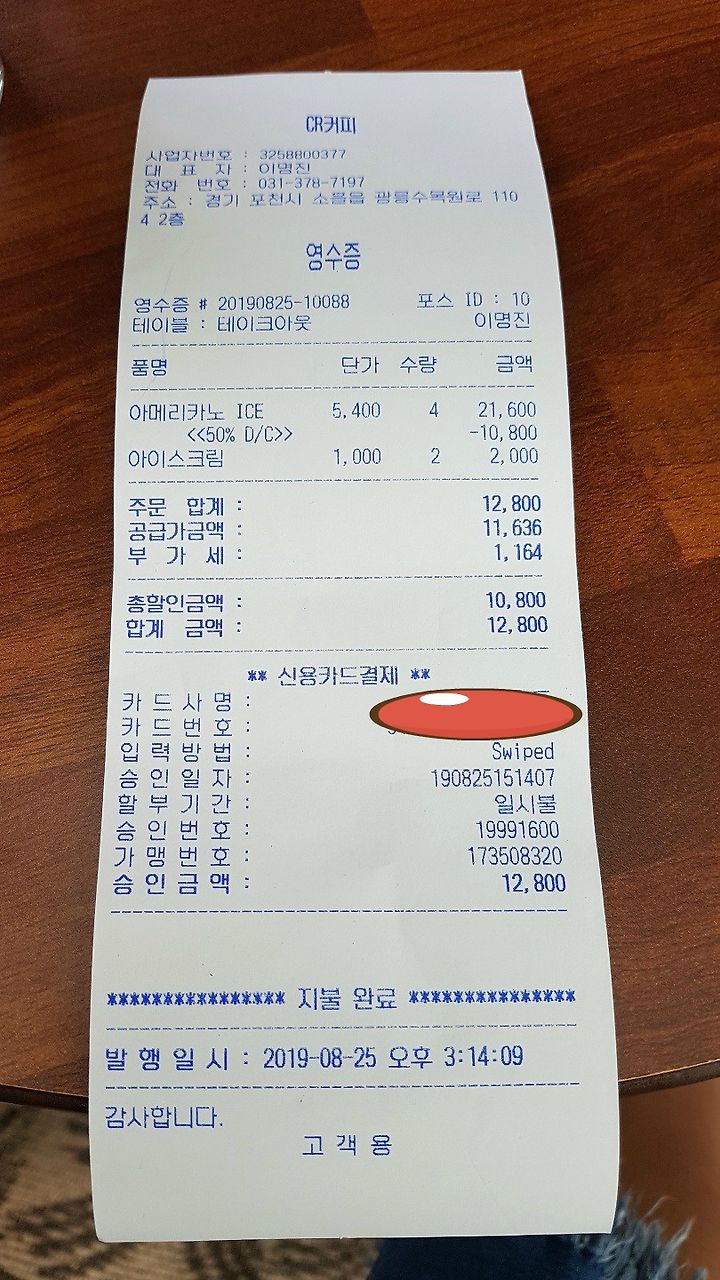 CR커피
사업자번호 : 3258800377
대 표 자 : 이명진
전화 번호 : 031-378-7197
주소 : 경기 포천시 소흘읍 광릉수목원로 110
4 2층
영수증
영수증 # 20190825-10088 포스 ID : 10
테이블 : 테이크아웃 이명진
품명 단가 수량 금액
아메리카노 ICE 5,400 4 21,600
<<50% D/C>> -10,800
아이스크림 1,000 2 2,000
주문 합계 : 12,800
공급가금액 : 11,636
부 가 세 : 1,164
총할인금액 : 10,800
합계 금액 : 12,800
** 신용카드결제 **
카 드 사 명 :
카 드 번 호 :
입 력 방 법 : Swiped
승 인 일 자 : 190825151407
할 부 기 간 : 일시불
승 인 번 호 : 19991600
가 맹 번 호 : 173508320
승 인 금 액 : 12,800
**************** 지불 완료 ***************
발 행 일 시 : 2019-08-25 오후 3:14:09
감사합니다.
고 객 용